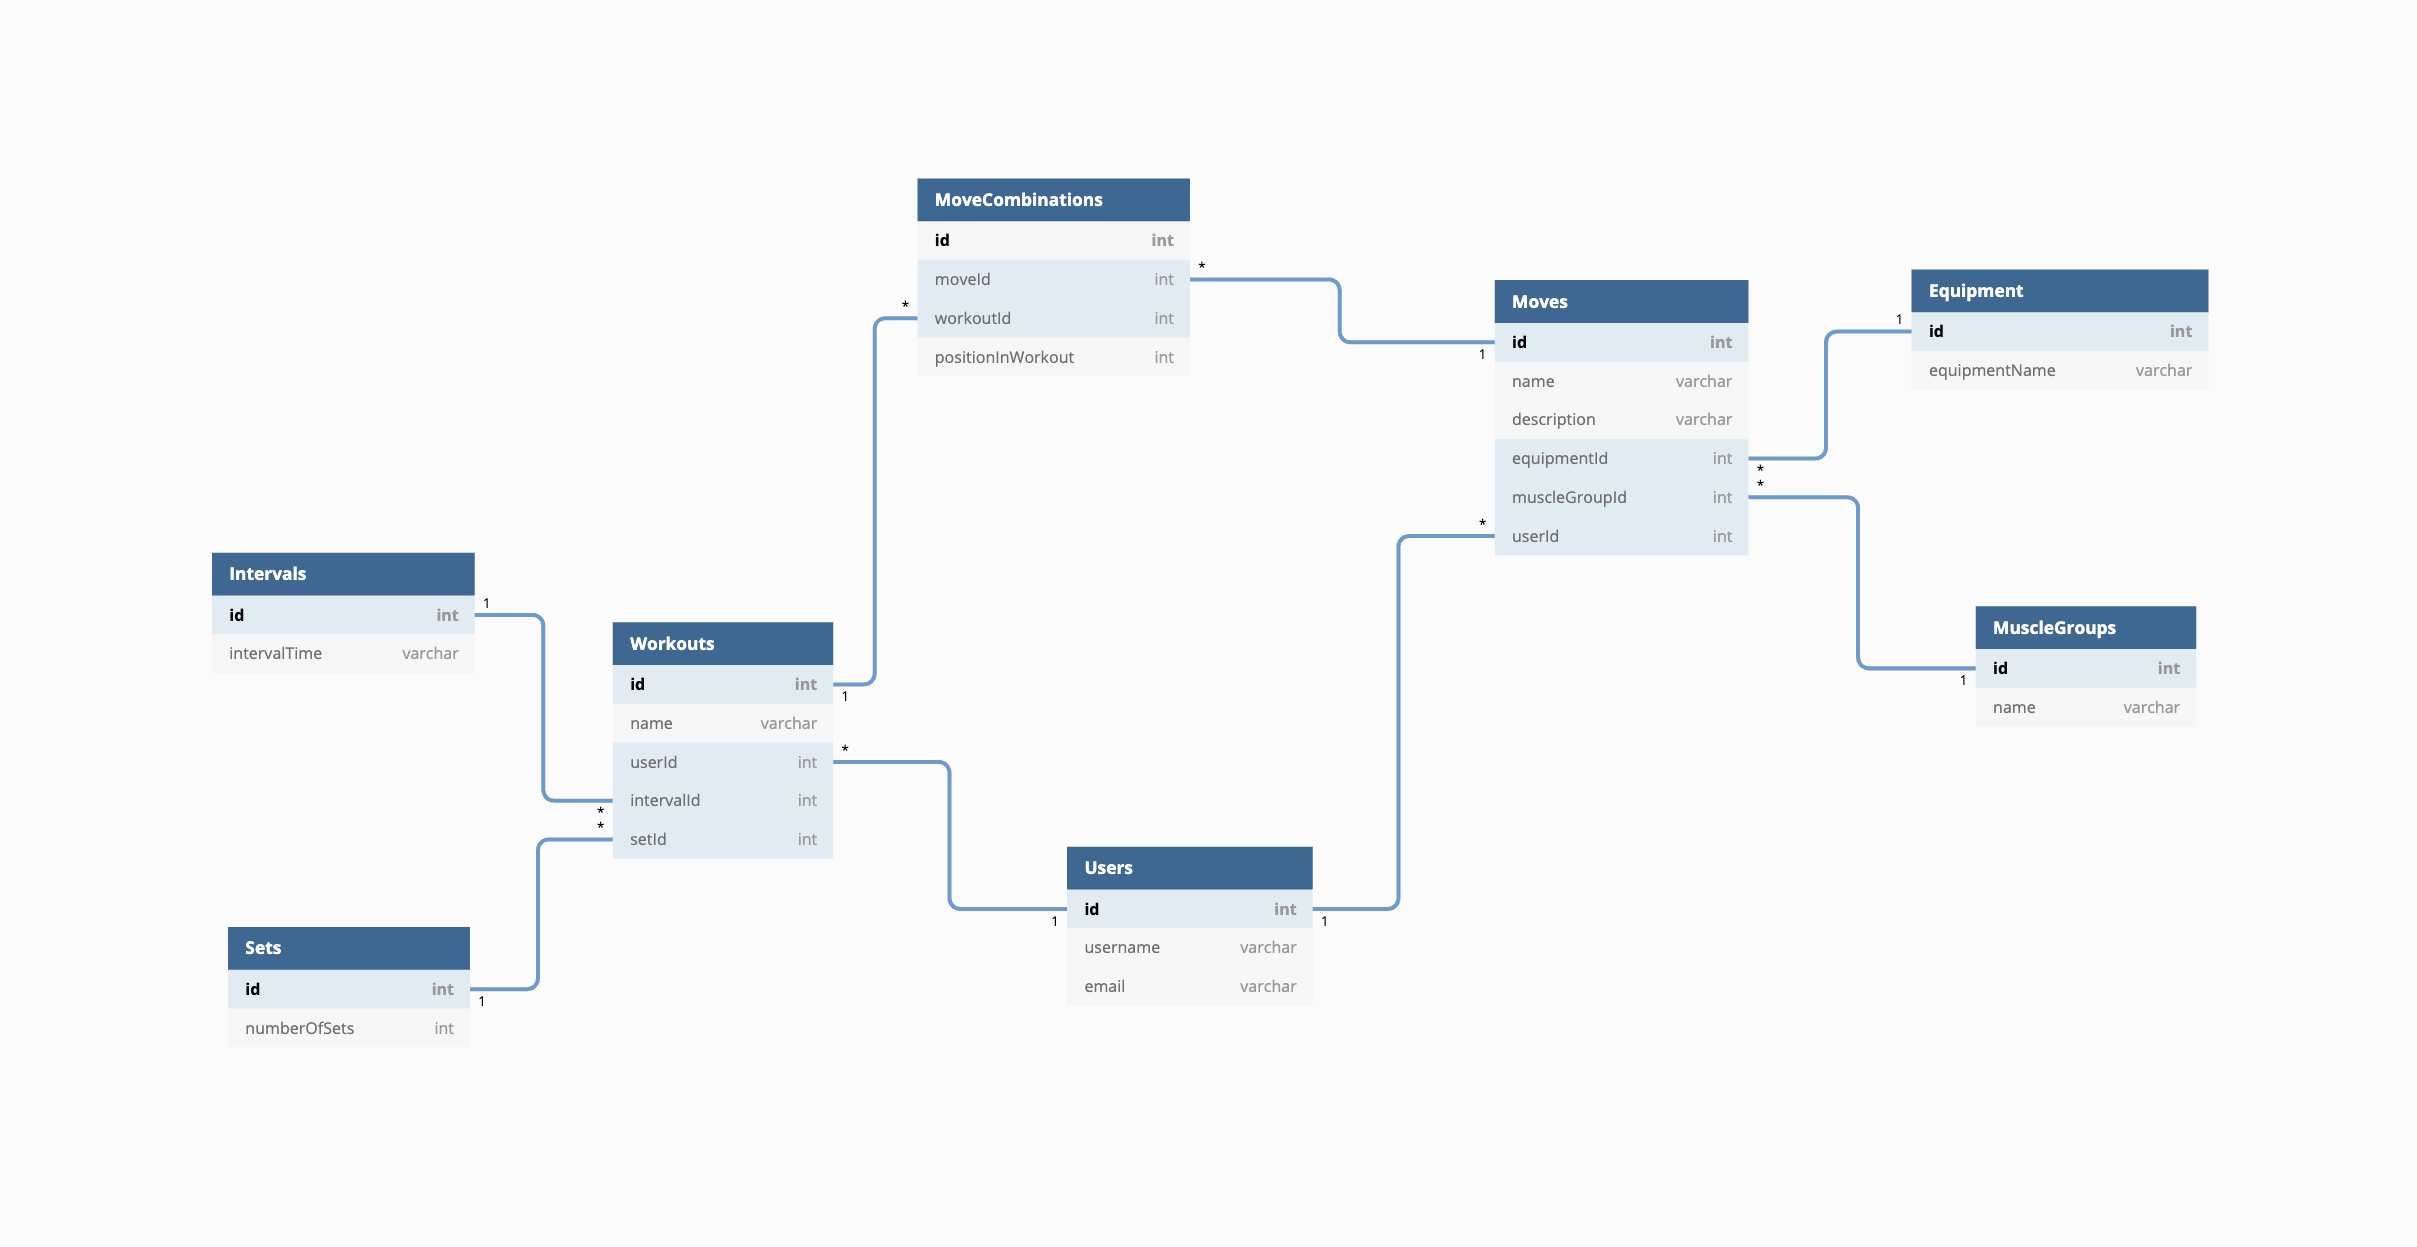 MoveCombinations
id int
moveId int
workoutId int
positionInWorkout int
*
*
Moves
id int
name varchar
description varchar
equipmentId int
muscleGroupId int
userId int
1
*
*
*
Equipment
id int
equipmentName varchar
1
Intervals
id int
intervalTime varchar
1
Workouts
id int
name varchar
userId int
intervalId int
setId int
1
*
*
*
MuscleGroups
id int
name varchar
1
Users
id int
username varchar
email varchar
1
1
Sets
id int
numberOfSets int
1